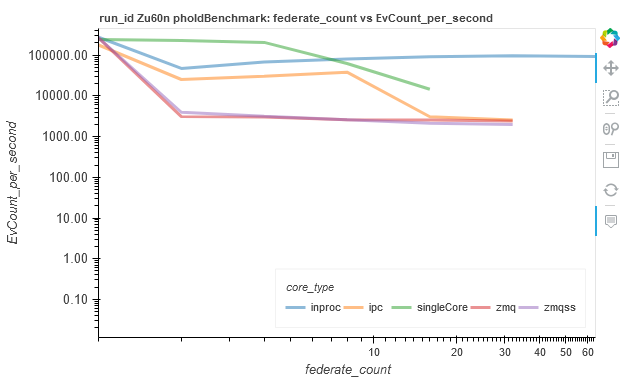 run_id Zu60n pholdBenchmark: federate_count vs EvCount_per_second
EvCount_per_second
100000.00
10000.00
1000.00
100.00
10.00
1.00
0.10
core_type
inproc ipc singleCore zmq zmqss
10 20 30 40 50 60
federate_count